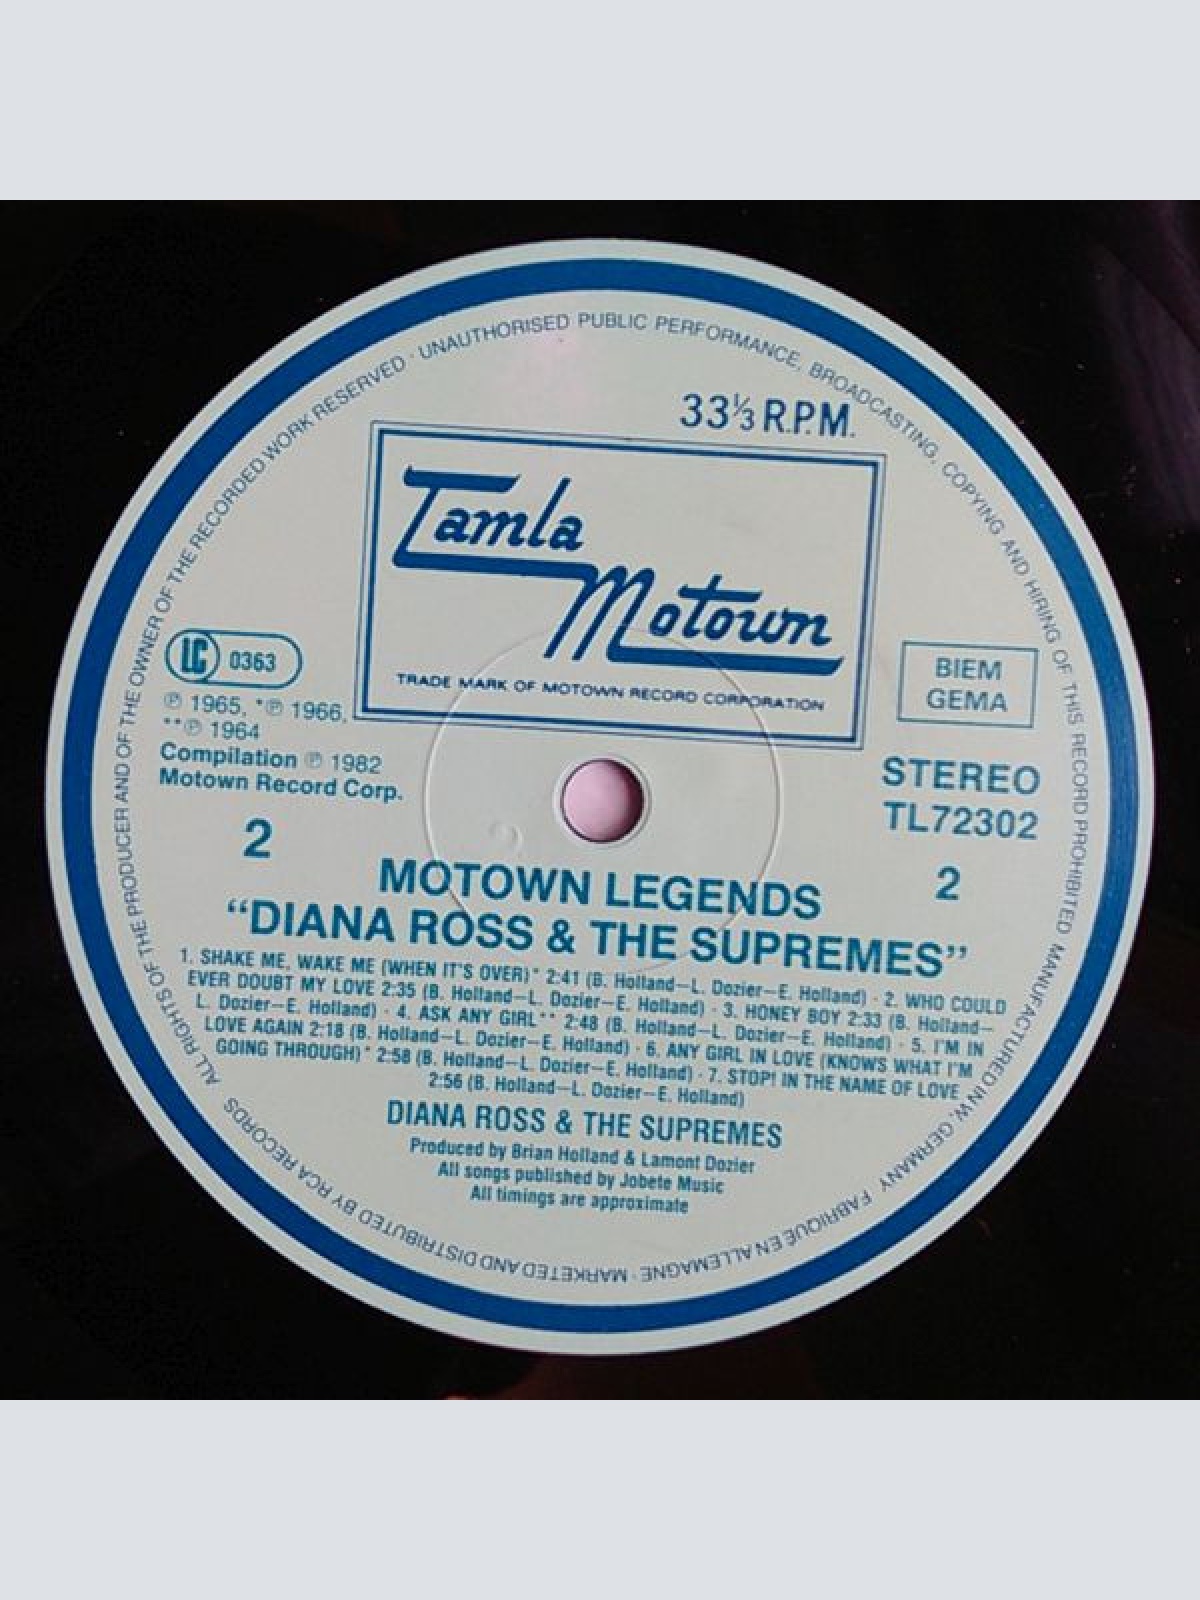 ALL RIGHTS OF THE PRODUCER AND OF THE OWNER OF THE RECORDED WORK RESERVED · UNAUTHORISED PUBLIC PERFORMANCE, BROADCASTING, COPYING AND HIRING OF THIS RECORD PROHIBITED MANUFACTURED IN W. GERMANY FABRIQUÉ EN ALLEMAGNE · MARKETED AND DISTRIBUTED BY RCA RECORDS
33⅓ R.P.M.
Tamla
Motown
TRADE MARK OF MOTOWN RECORD CORPORATION
LC 0363
℗ 1965, *℗ 1966,
**℗ 1964
Compilation ℗ 1982
Motown Record Corp.
BIEM
GEMA
STEREO
TL72302
2
2
MOTOWN LEGENDS
“DIANA ROSS & THE SUPREMES”
1. SHAKE ME, WAKE ME (WHEN IT'S OVER)* 2:41 (B. Holland–L. Dozier–E. Holland) · 2. WHO COULD
EVER DOUBT MY LOVE 2:35 (B. Holland–L. Dozier–E. Holland) · 3. HONEY BOY 2:33 (B. Holland–
L. Dozier–E. Holland) · 4. ASK ANY GIRL** 2:48 (B. Holland–L. Dozier–E. Holland) · 5. I'M IN
LOVE AGAIN 2:18 (B. Holland–L. Dozier–E. Holland) · 6. ANY GIRL IN LOVE (KNOWS WHAT I'M
GOING THROUGH)* 2:58 (B. Holland–L. Dozier–E. Holland) · 7. STOP! IN THE NAME OF LOVE
2:56 (B. Holland–L. Dozier–E. Holland)
DIANA ROSS & THE SUPREMES
Produced by Brian Holland & Lamont Dozier
All songs published by Jobete Music
All timings are approximate